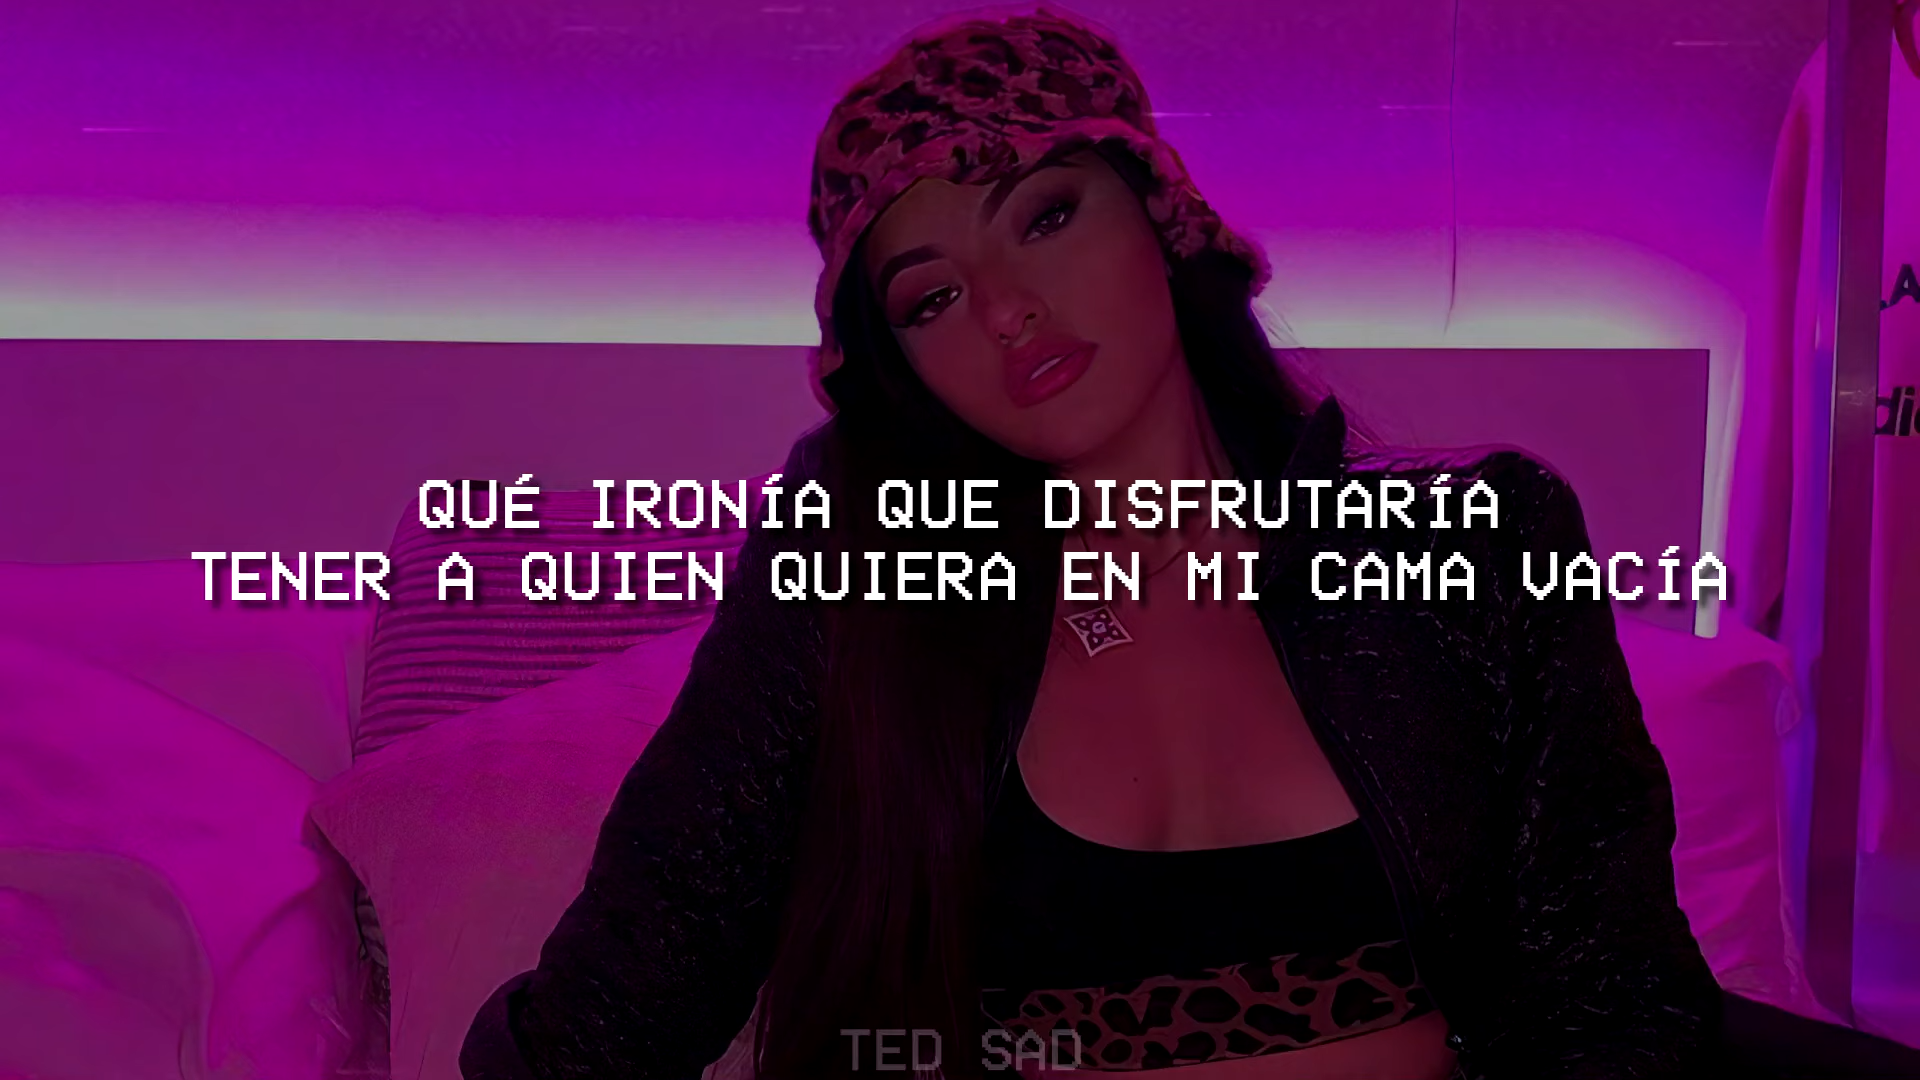 QUÉ IRONÍA QUE DISFRUTARÍA
TENER A QUIEN QUIERA EN MI CAMA VACÍA
TED SAD